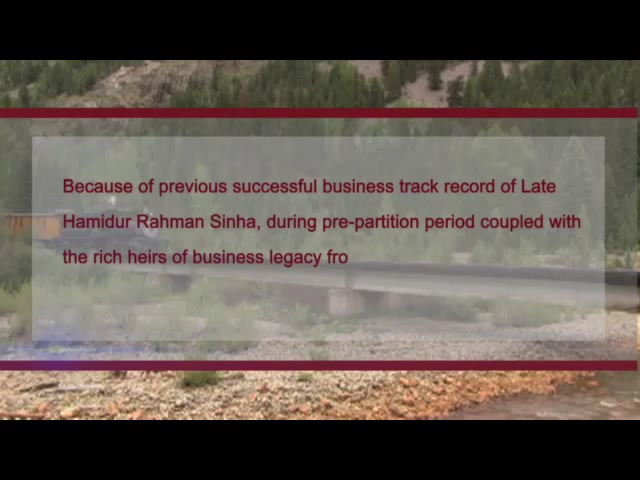 Because of previous successful business track record of Late
Hamidur Rahman Sinha, during pre-partition period coupled with
the rich heirs of business legacy fro